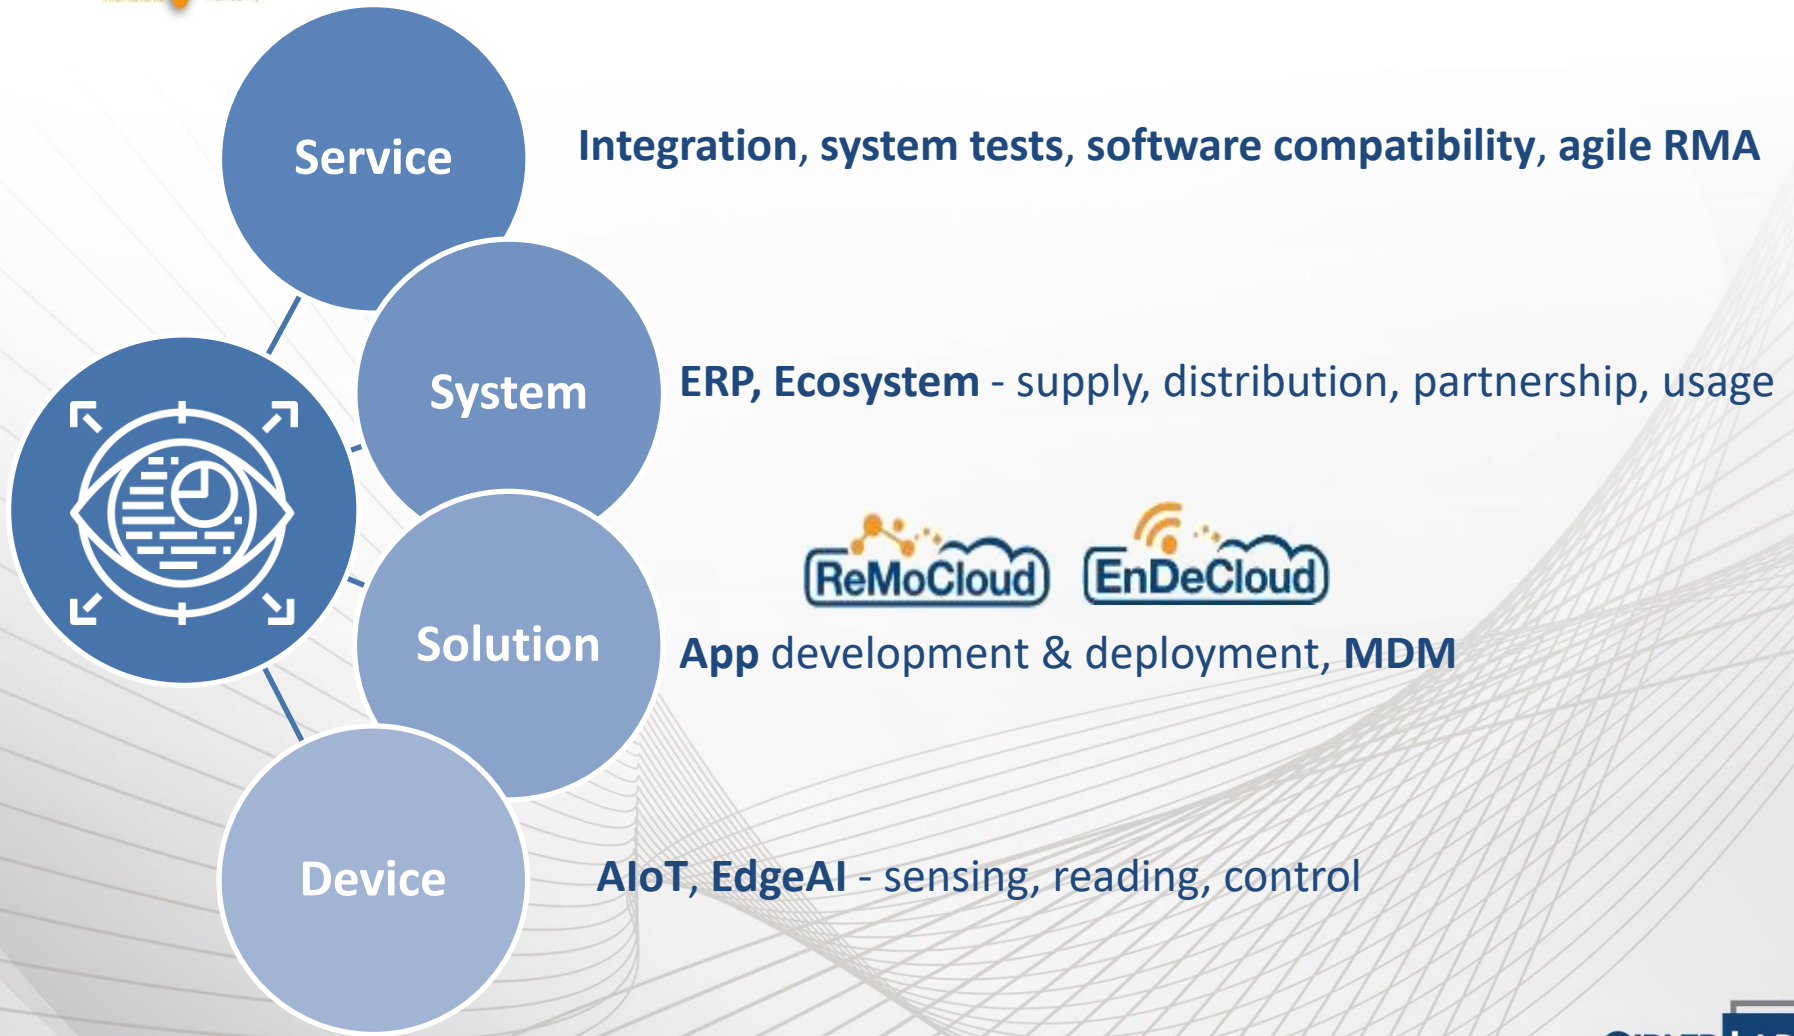 Service
Integration, system tests, software compatibility, agile RMA
System
ERP, Ecosystem - supply, distribution, partnership, usage
ReMoCloud
EnDeCloud
Solution
App development & deployment, MDM
Device
AIoT, EdgeAI - sensing, reading, control